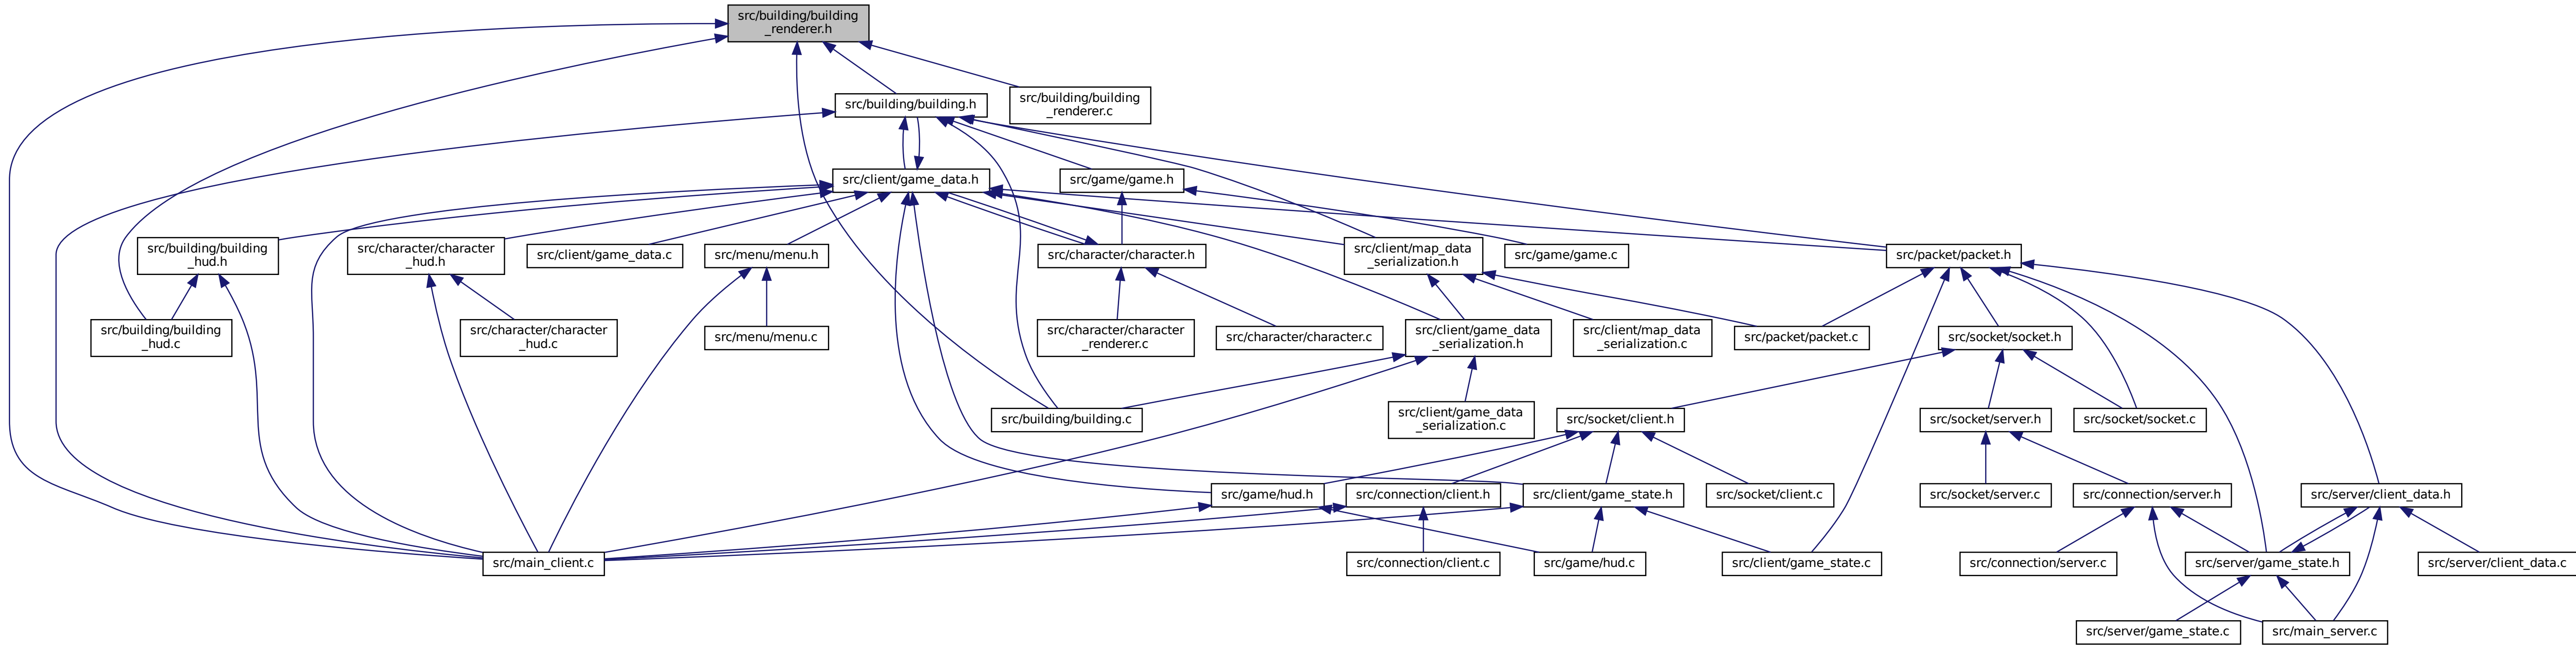 src/building/building
_renderer.h
src/building/building.h
src/building/building
_renderer.c
src/client/game_data.h
src/game/game.h
src/building/building
_hud.h
src/character/character
_hud.h
src/client/game_data.c
src/menu/menu.h
src/character/character.h
src/client/map_data
_serialization.h
src/game/game.c
src/packet/packet.h
src/building/building
_hud.c
src/character/character
_hud.c
src/menu/menu.c
src/character/character
_renderer.c
src/character/character.c
src/client/game_data
_serialization.h
src/client/map_data
_serialization.c
src/packet/packet.c
src/socket/socket.h
src/building/building.c
src/client/game_data
_serialization.c
src/socket/client.h
src/socket/server.h
src/socket/socket.c
src/game/hud.h
src/connection/client.h
src/client/game_state.h
src/socket/client.c
src/socket/server.c
src/connection/server.h
src/server/client_data.h
src/main_client.c
src/connection/client.c
src/game/hud.c
src/client/game_state.c
src/connection/server.c
src/server/game_state.h
src/server/client_data.c
src/server/game_state.c
src/main_server.c